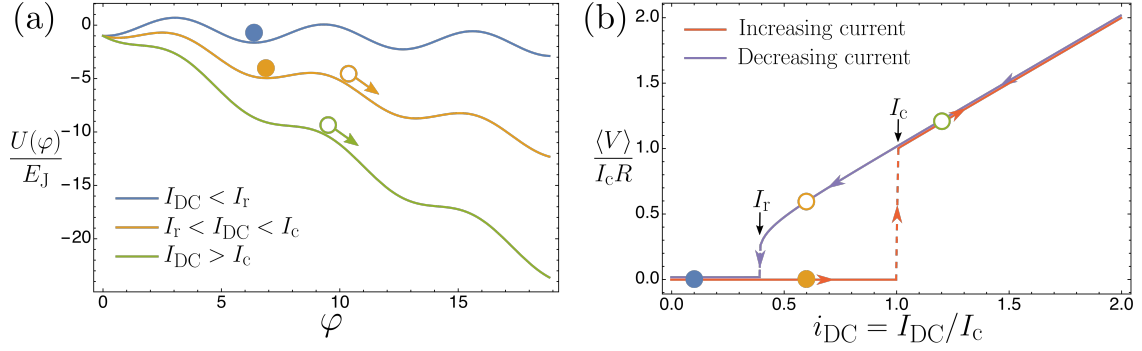 (a)
U(φ)
E_J
0
−5
−10
−15
−20
I_DC < I_r
I_r < I_DC < I_c
I_DC > I_c
0
5
10
15
φ
(b)
⟨V⟩
I_cR
2.0
1.5
1.0
0.5
0.0
Increasing current
Decreasing current
I_c
I_r
0.0
0.5
1.0
1.5
2.0
i_DC = I_DC/I_c